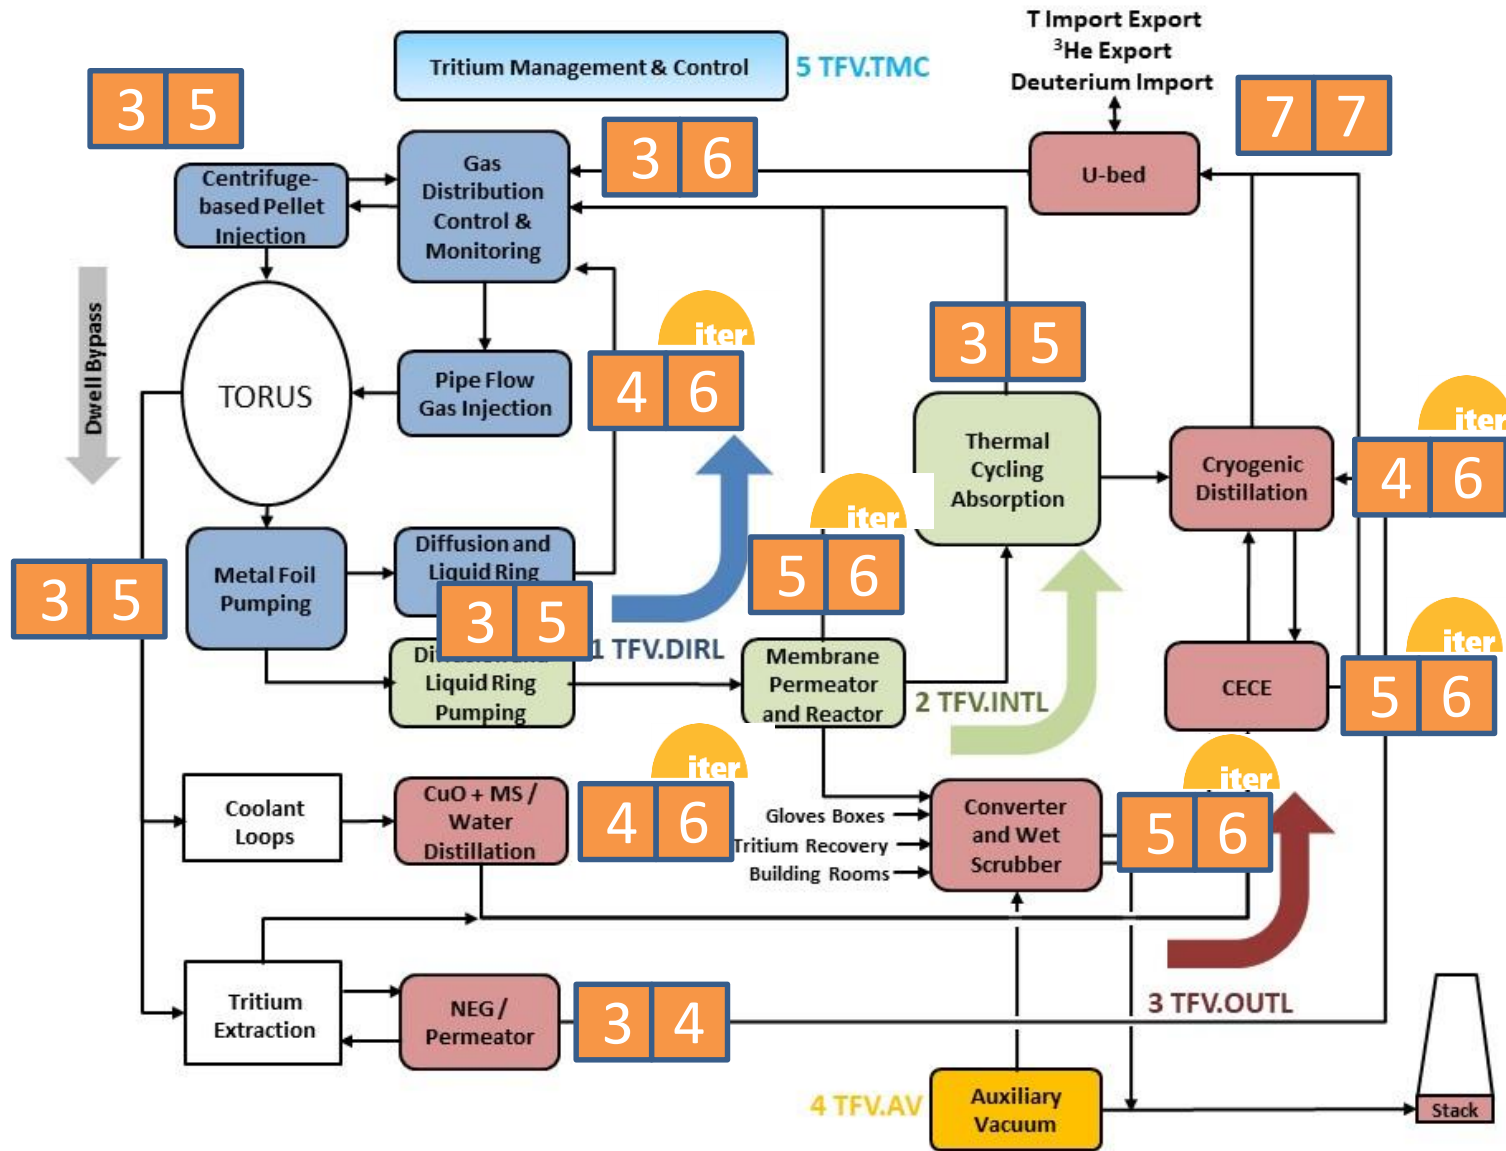 T Import Export
³He Export
Deuterium Import
Tritium Management & Control
5 TFV.TMC
3 5
7 7
Centrifuge-
based Pellet
Injection
Gas
Distribution
Control &
Monitoring
3 6
U-bed
Dwell Bypass
TORUS
Pipe Flow
Gas Injection
iter
4 6
3 5
Thermal
Cycling
Absorption
Cryogenic
Distillation
iter
4 6
Metal Foil
Pumping
Diffusion and
Liquid Ring
3 5
3 5
1 TFV.DIRL
iter
5 6
Diffusion and
Liquid Ring
Pumping
Membrane
Permeator
and Reactor
2 TFV.INTL
CECE
iter
5 6
Coolant
Loops
CuO + MS /
Water
Distillation
iter
4 6
Gloves Boxes
Tritium Recovery
Building Rooms
Converter
and Wet
Scrubber
iter
5 6
Tritium
Extraction
NEG /
Permeator
3 4
3 TFV.OUTL
4 TFV.AV
Auxiliary
Vacuum
Stack